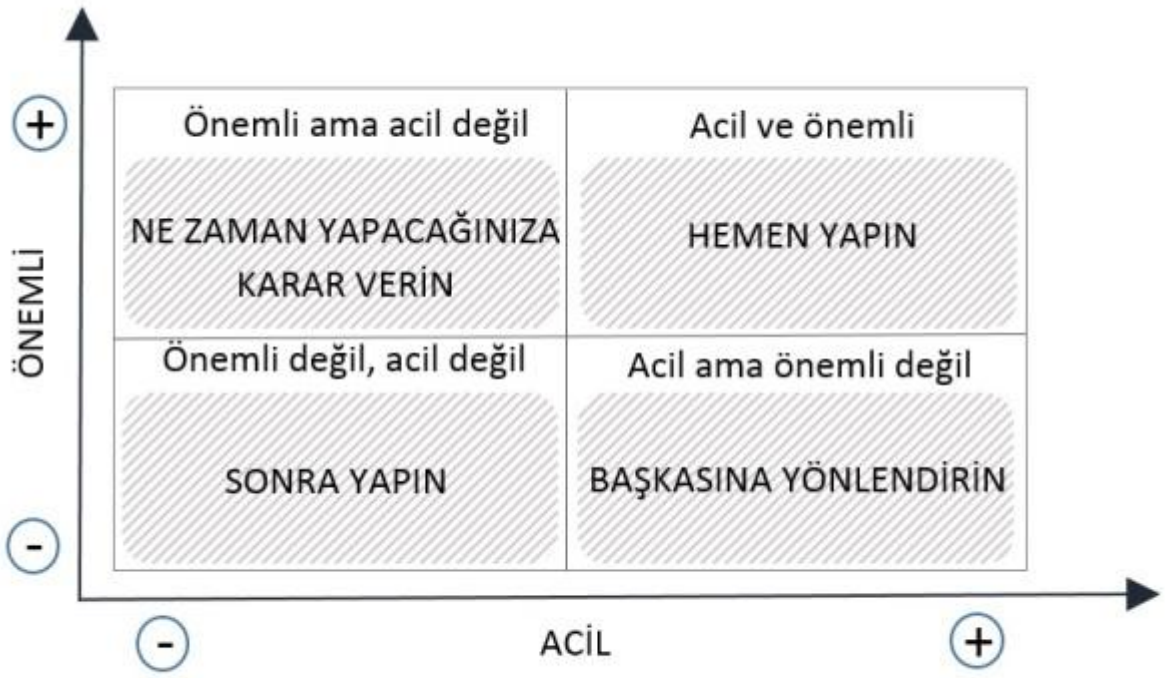 +
Önemli ama acil değil
Acil ve önemli
NE ZAMAN YAPACAĞINIZA
KARAR VERİN
HEMEN YAPIN
ÖNEMLİ
Önemli değil, acil değil
Acil ama önemli değil
SONRA YAPIN
BAŞKASINA YÖNLENDİRİN
-
-
ACİL
+